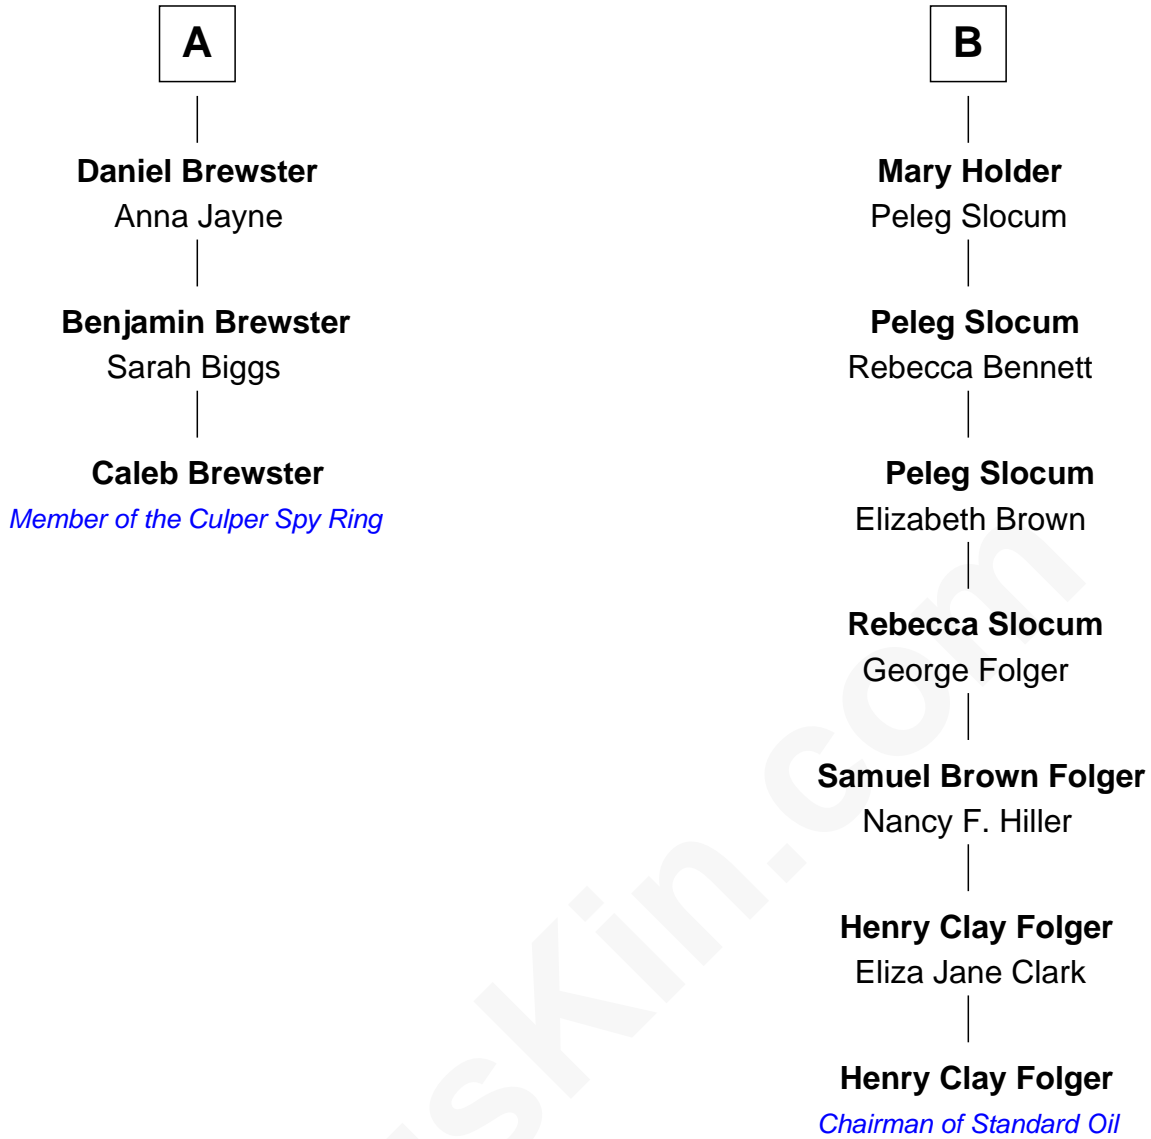 A
Daniel Brewster
Anna Jayne
Benjamin Brewster
Sarah Biggs
Caleb Brewster
Member of the Culper Spy Ring
B
Mary Holder
Peleg Slocum
Peleg Slocum
Rebecca Bennett
Peleg Slocum
Elizabeth Brown
Rebecca Slocum
George Folger
Samuel Brown Folger
Nancy F. Hiller
Henry Clay Folger
Eliza Jane Clark
Henry Clay Folger
Chairman of Standard Oil
sKin.com